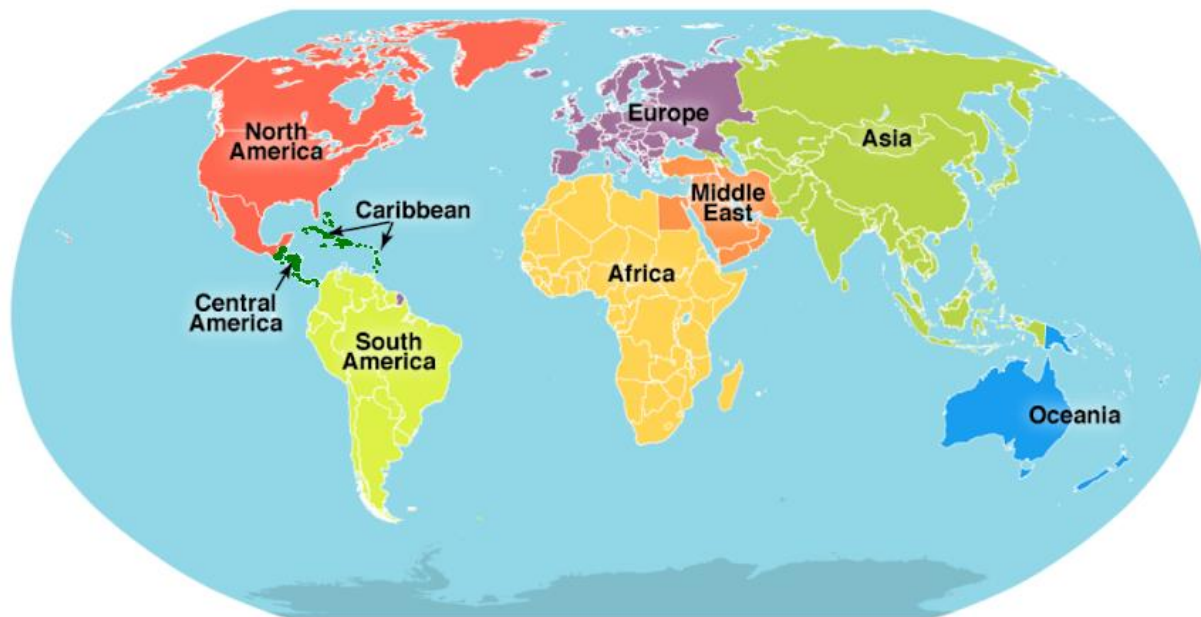 North
America
Europe
Asia
Middle
East
Caribbean
Africa
Central
America
South
America
Oceania